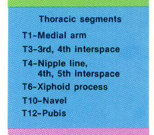 Thoracic segments
T1–Medial arm
T3–3rd, 4th interspace
T4–Nipple line,
4th, 5th interspace
T6–Xiphoid process
T10–Navel
T12–Pubis